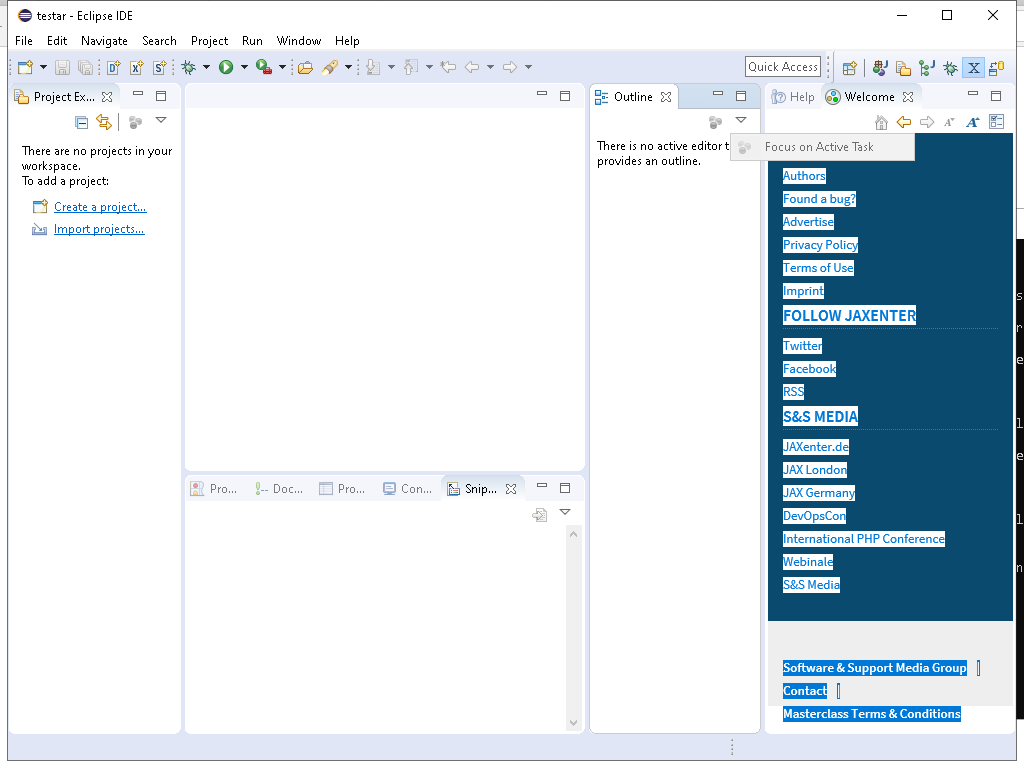 testar - Eclipse IDE
File Edit Navigate Search Project Run Window Help
Quick Access
Project Ex...
There are no projects in your
workspace.
To add a project:
Create a project...
Import projects...
Pro... Doc... Pro... Con... Snip...
Outline
There is no active editor t
provides an outline.
Focus on Active Task
Help Welcome
Authors
Found a bug?
Advertise
Privacy Policy
Terms of Use
Imprint
FOLLOW JAXENTER
Twitter
Facebook
RSS
S&S MEDIA
JAXenter.de
JAX London
JAX Germany
DevOpsCon
International PHP Conference
Webinale
S&S Media
Software & Support Media Group
Contact
Masterclass Terms & Conditions